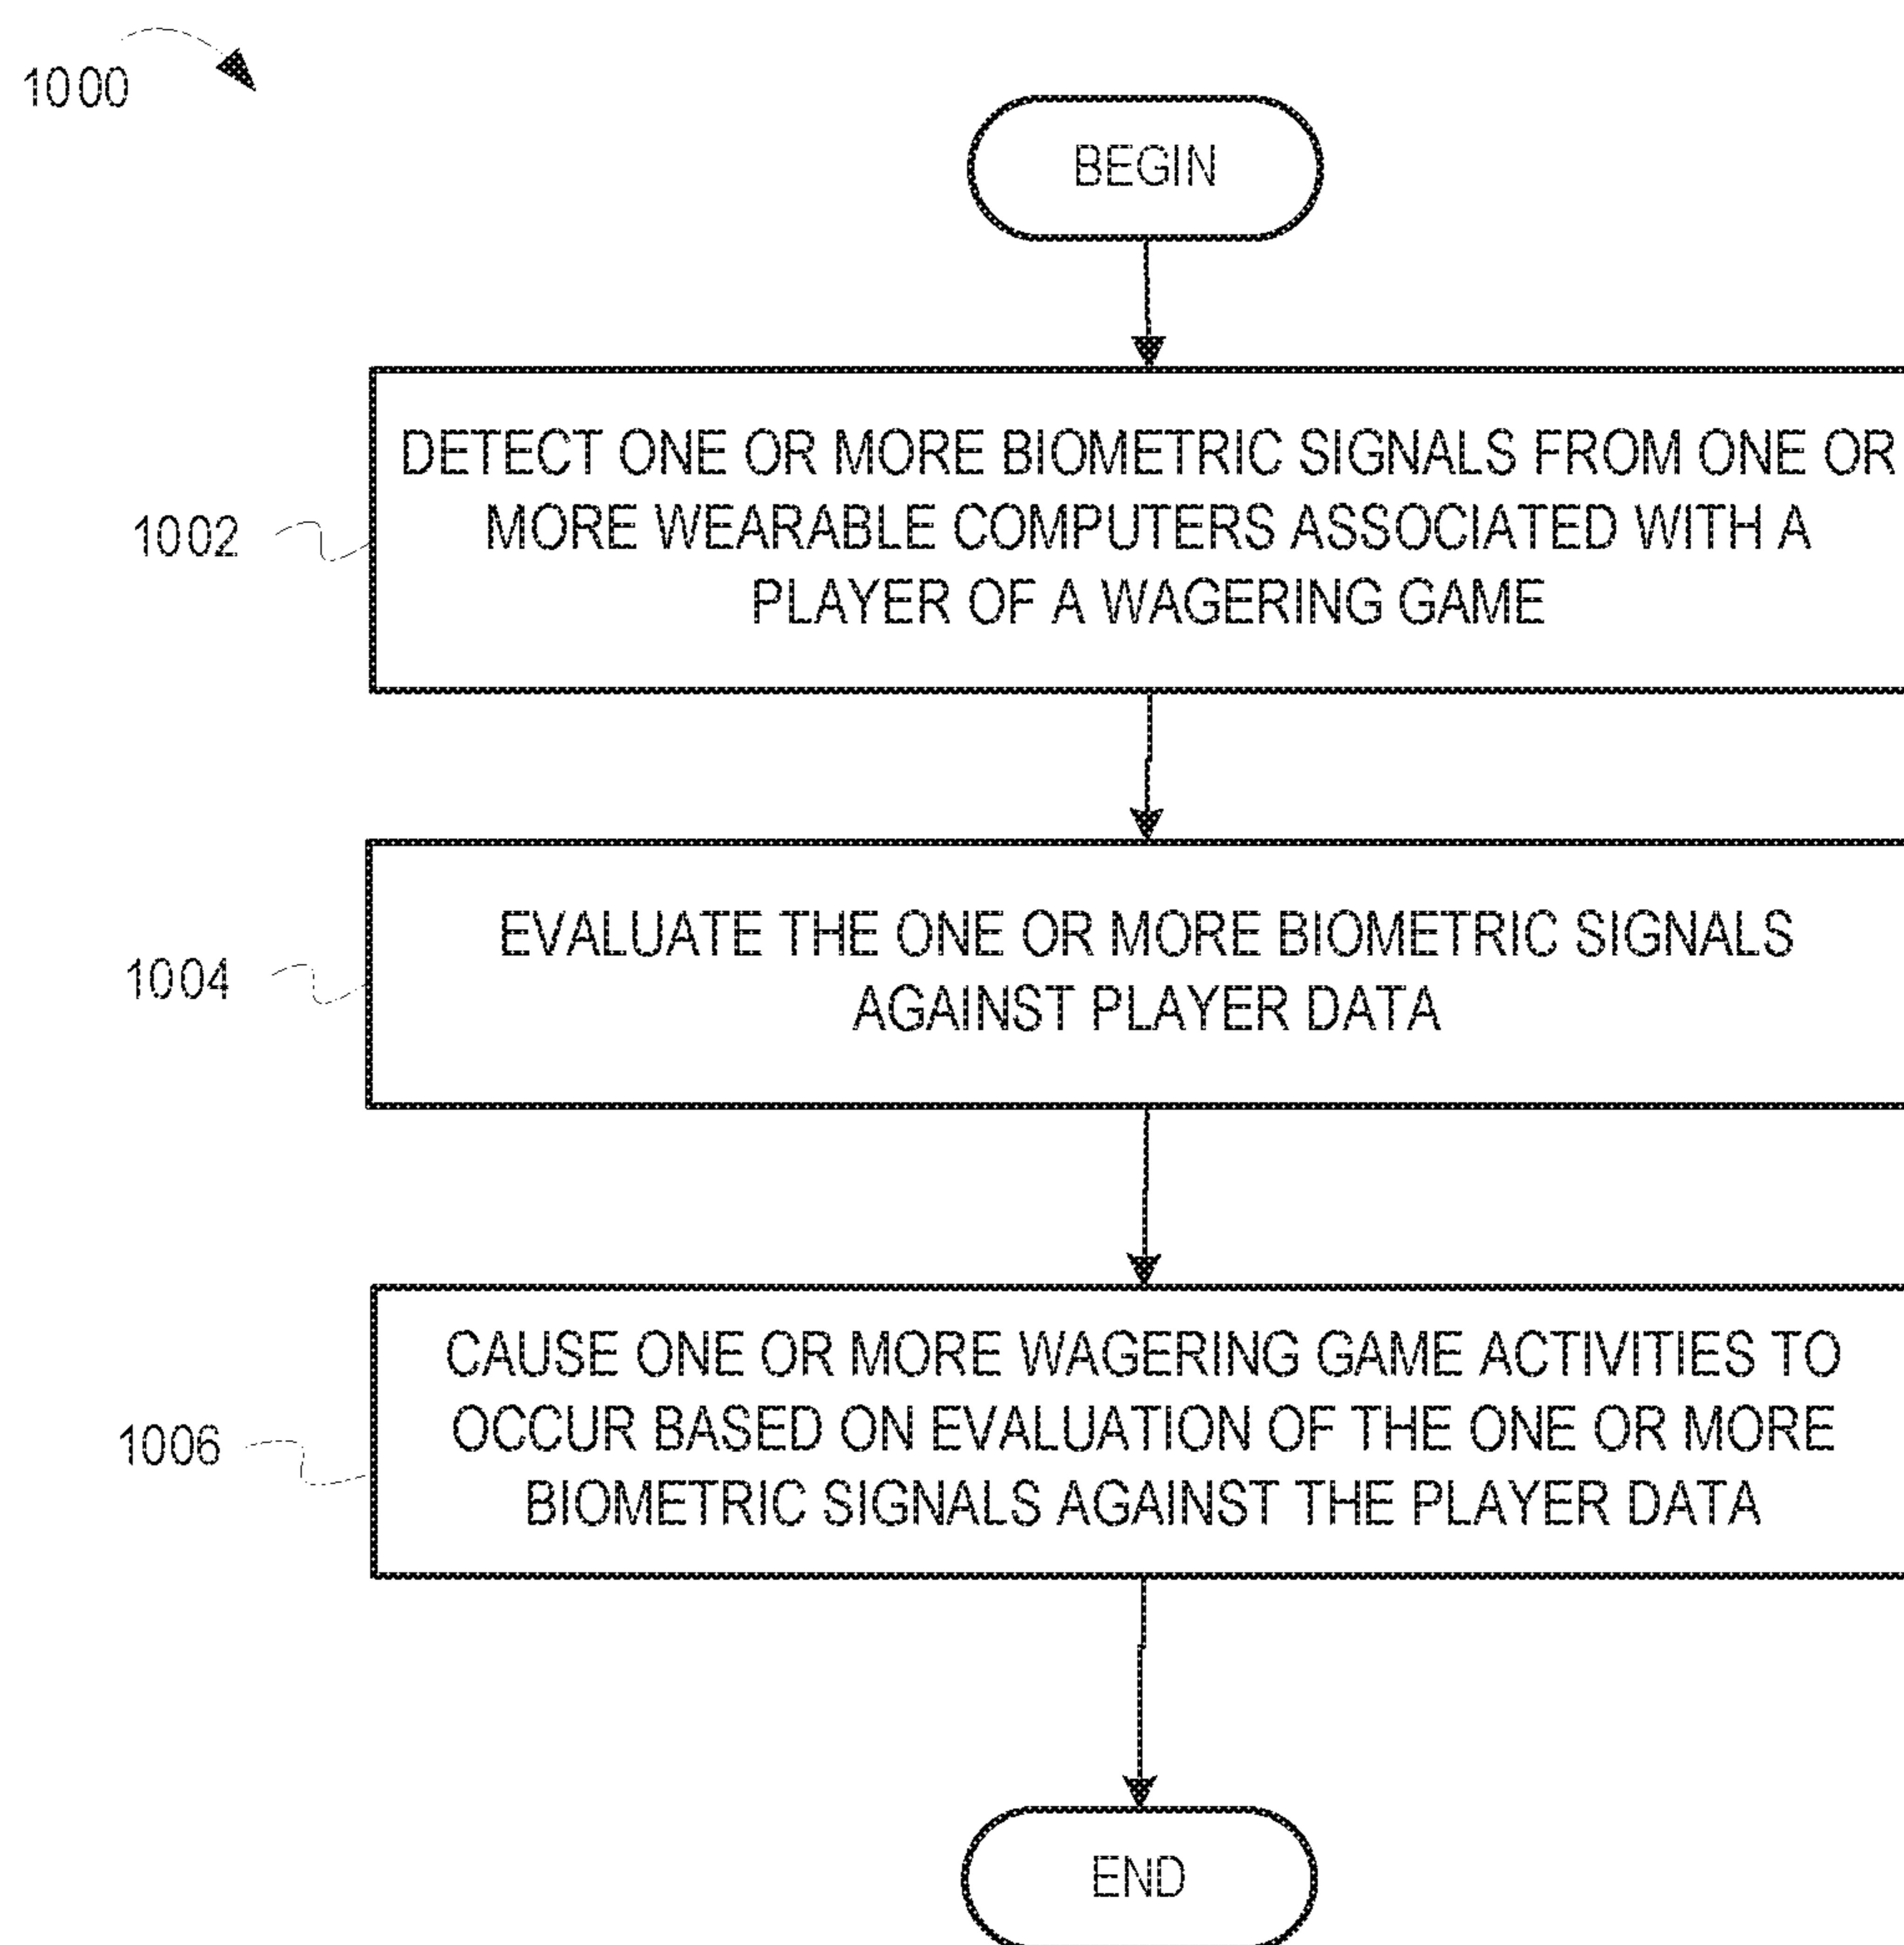 1000
BEGIN
DETECT ONE OR MORE BIOMETRIC SIGNALS FROM ONE OR
MORE WEARABLE COMPUTERS ASSOCIATED WITH A
PLAYER OF A WAGERING GAME
1002
EVALUATE THE ONE OR MORE BIOMETRIC SIGNALS
AGAINST PLAYER DATA
1004
CAUSE ONE OR MORE WAGERING GAME ACTIVITIES TO
OCCUR BASED ON EVALUATION OF THE ONE OR MORE
BIOMETRIC SIGNALS AGAINST THE PLAYER DATA
1006
END